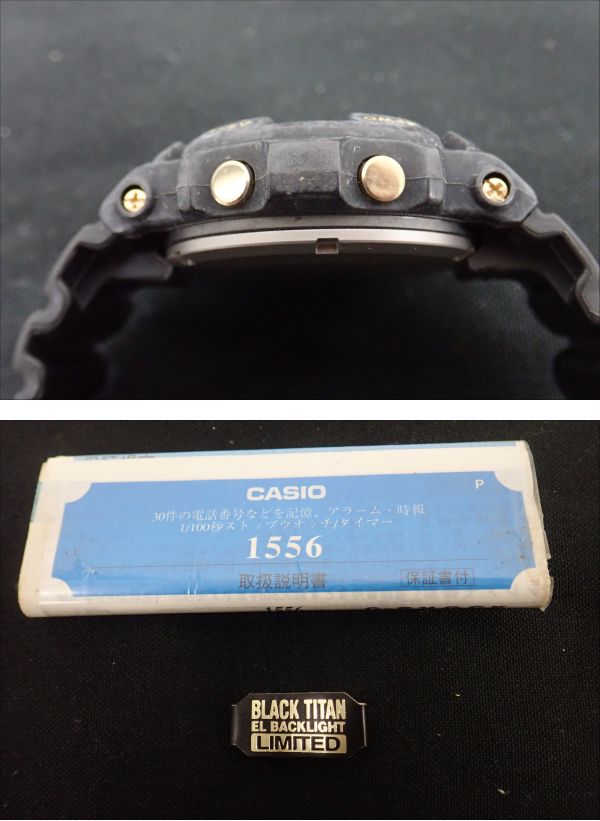 CASIO
P
30件の電話番号などを記憶、アラーム・時報
1/100秒ストップウオッチ/タイマー
1556
取扱説明書
保証書付
1556
BLACK TITAN
EL BACKLIGHT
LIMITED